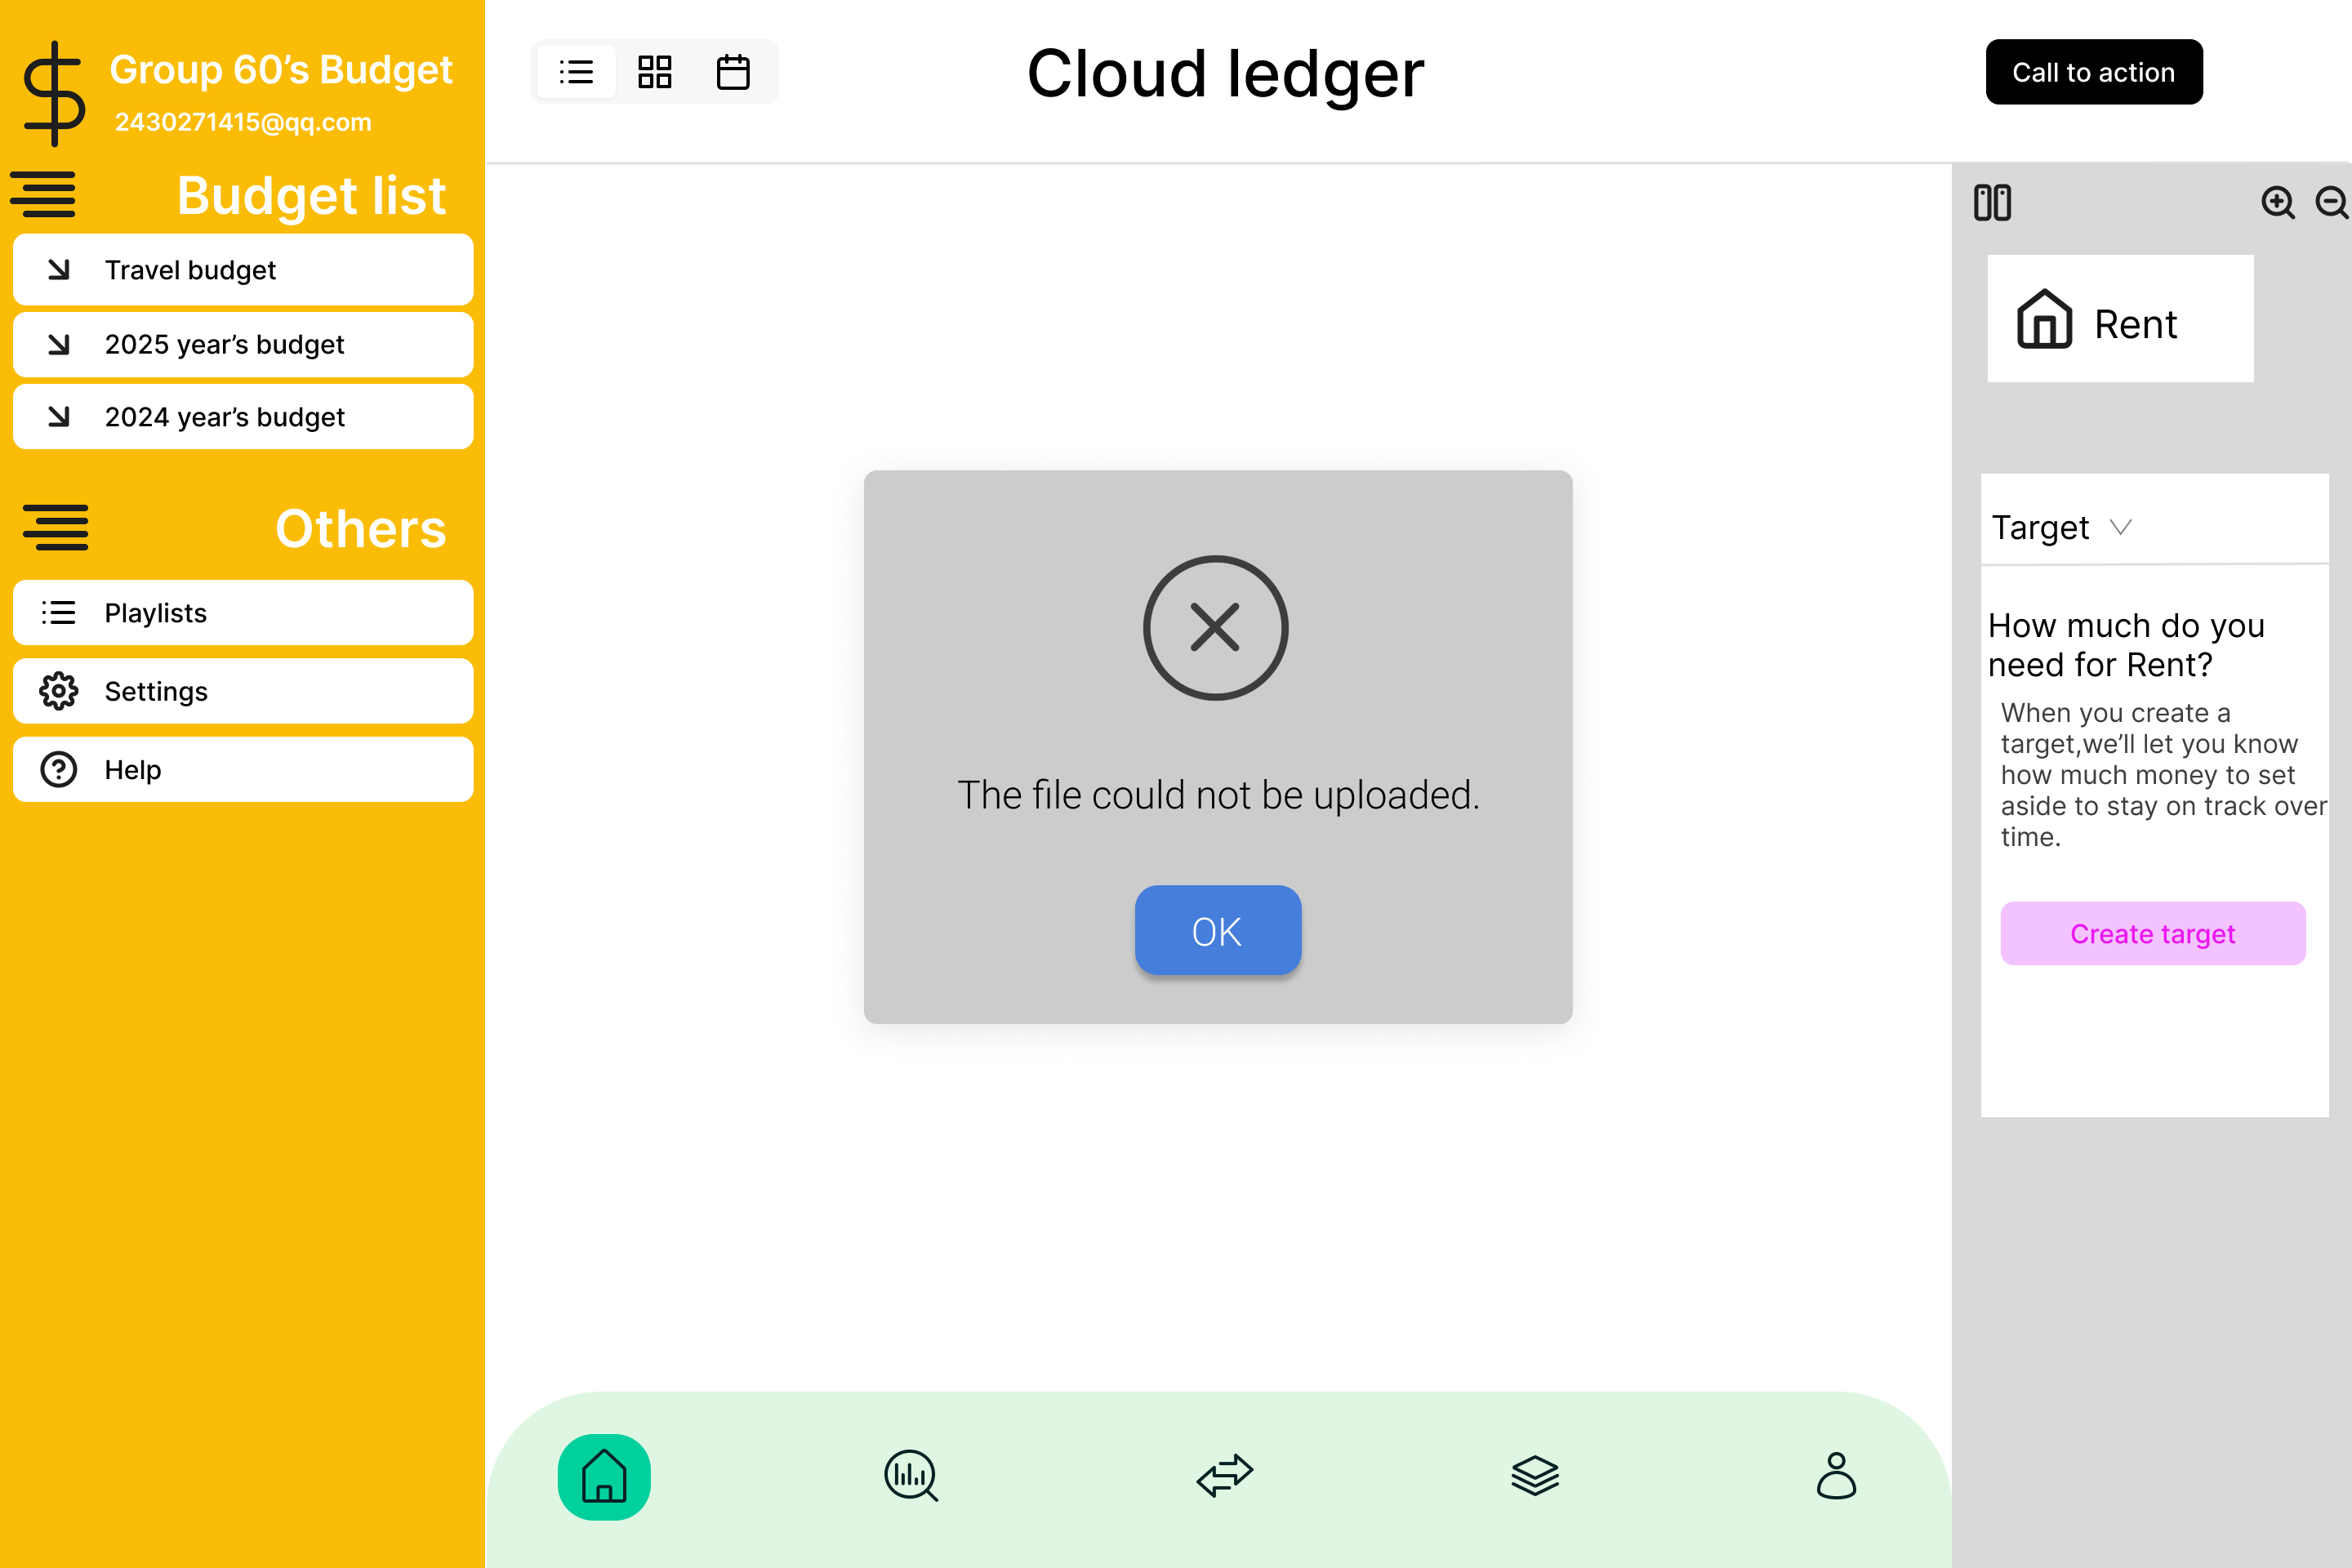 Group 60’s Budget
2430271415@qq.com
Budget list
Travel budget
2025 year’s budget
2024 year’s budget
Others
Playlists
Settings
Help
Cloud ledger
Call to action
The file could not be uploaded.
OK
Rent
Target
How much do you
need for Rent?
When you create a
target,we’ll let you know
how much money to set
aside to stay on track over
time.
Create target